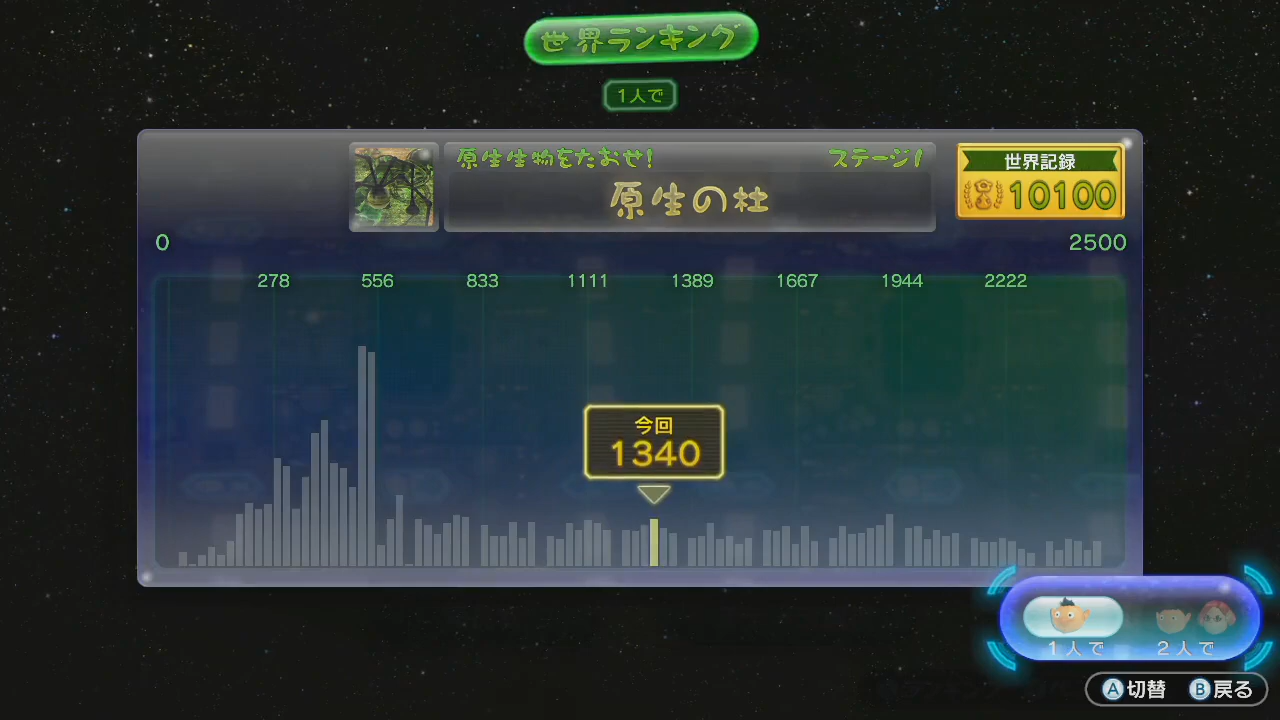 世界ランキング
1人で
原生生物をたおせ！ ステージ1
原生の杜
世界記録
10100
0 2500
278 556 833 1111 1389 1667 1944 2222
今回
1340
1人で 2人で
A 切替 B 戻る